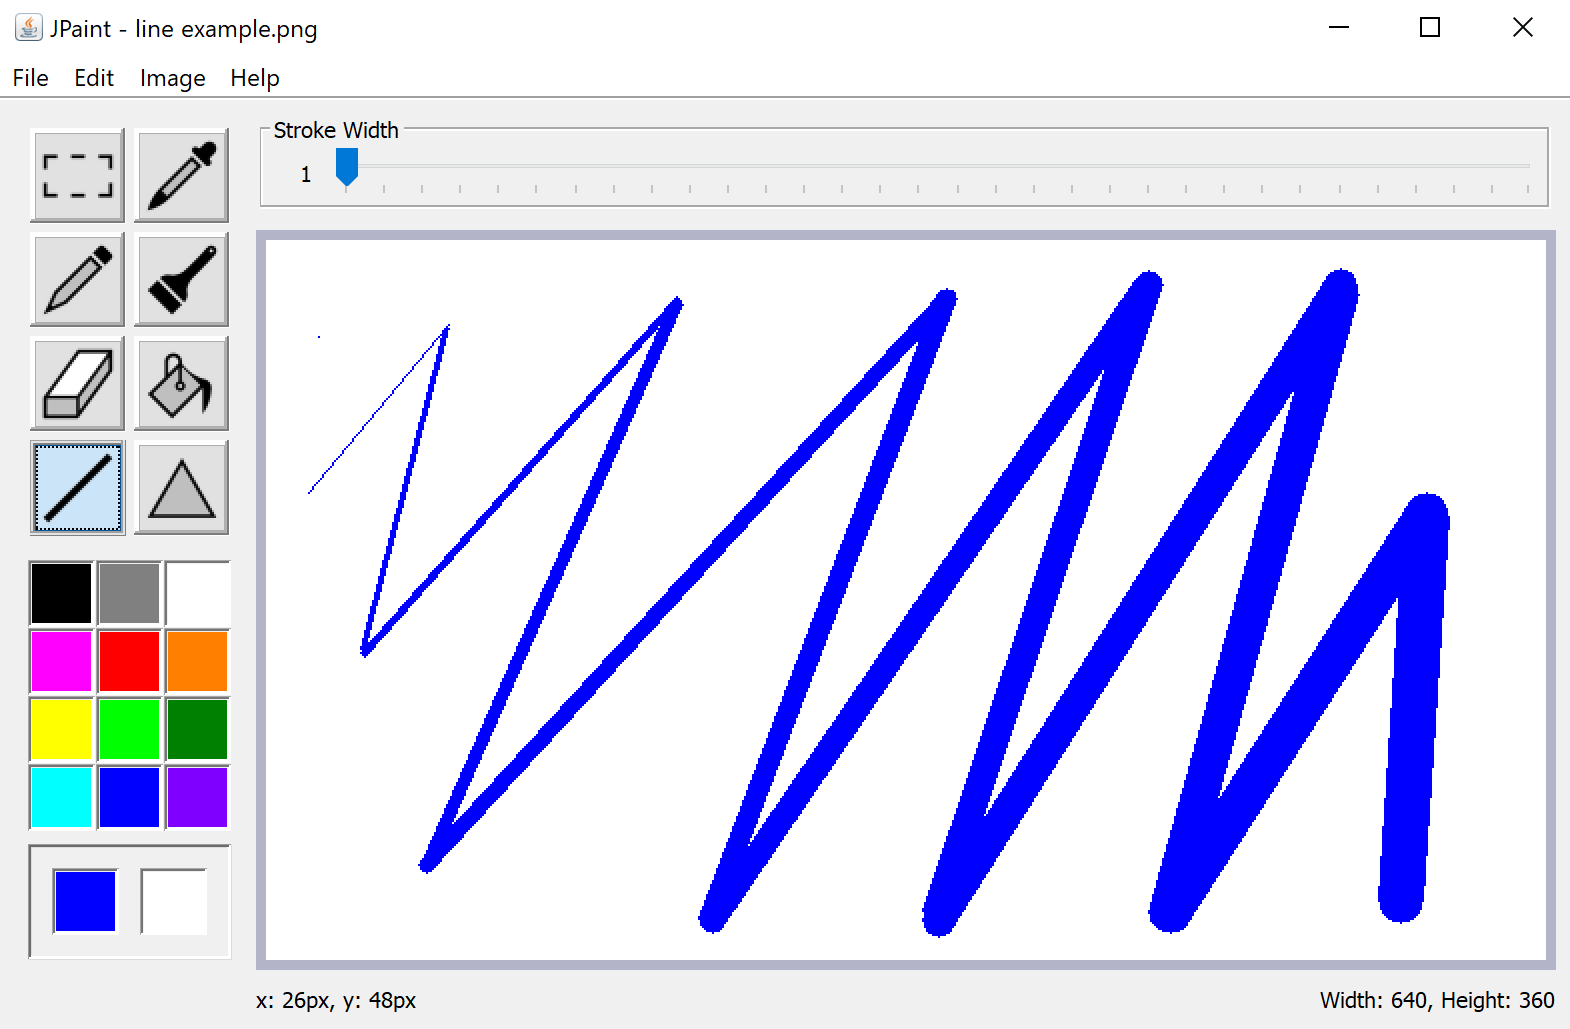 JPaint - line example.png
File Edit Image Help
Stroke Width
1
x: 26px, y: 48px
Width: 640, Height: 360